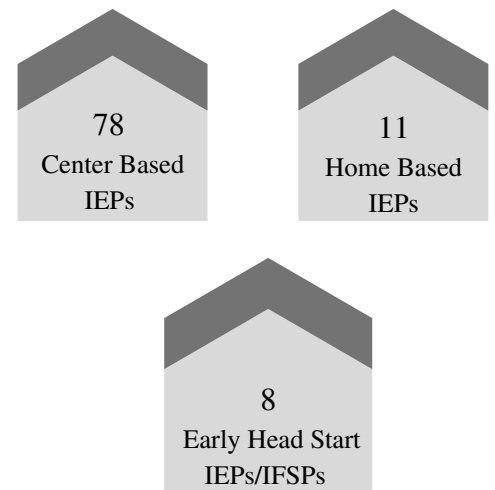 78
Center Based
IEPs
11
Home Based
IEPs
8
Early Head Start
IEPs/IFSPs